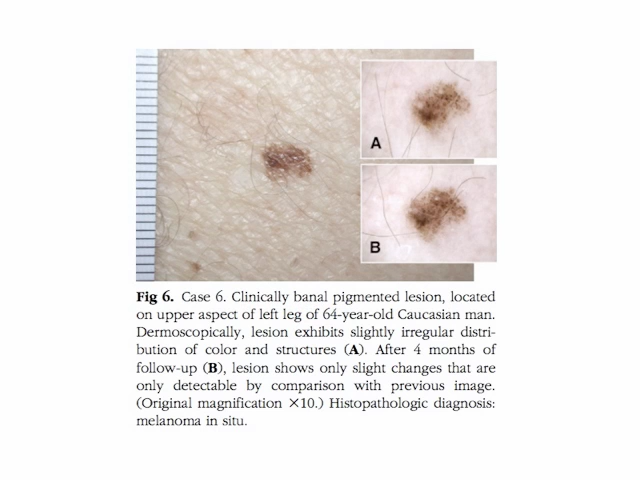 A
B
Fig 6. Case 6. Clinically banal pigmented lesion, located
on upper aspect of left leg of 64-year-old Caucasian man.
Dermoscopically, lesion exhibits slightly irregular distri-
bution of color and structures (A). After 4 months of
follow-up (B), lesion shows only slight changes that are
only detectable by comparison with previous image.
(Original magnification ×10.) Histopathologic diagnosis:
melanoma in situ.